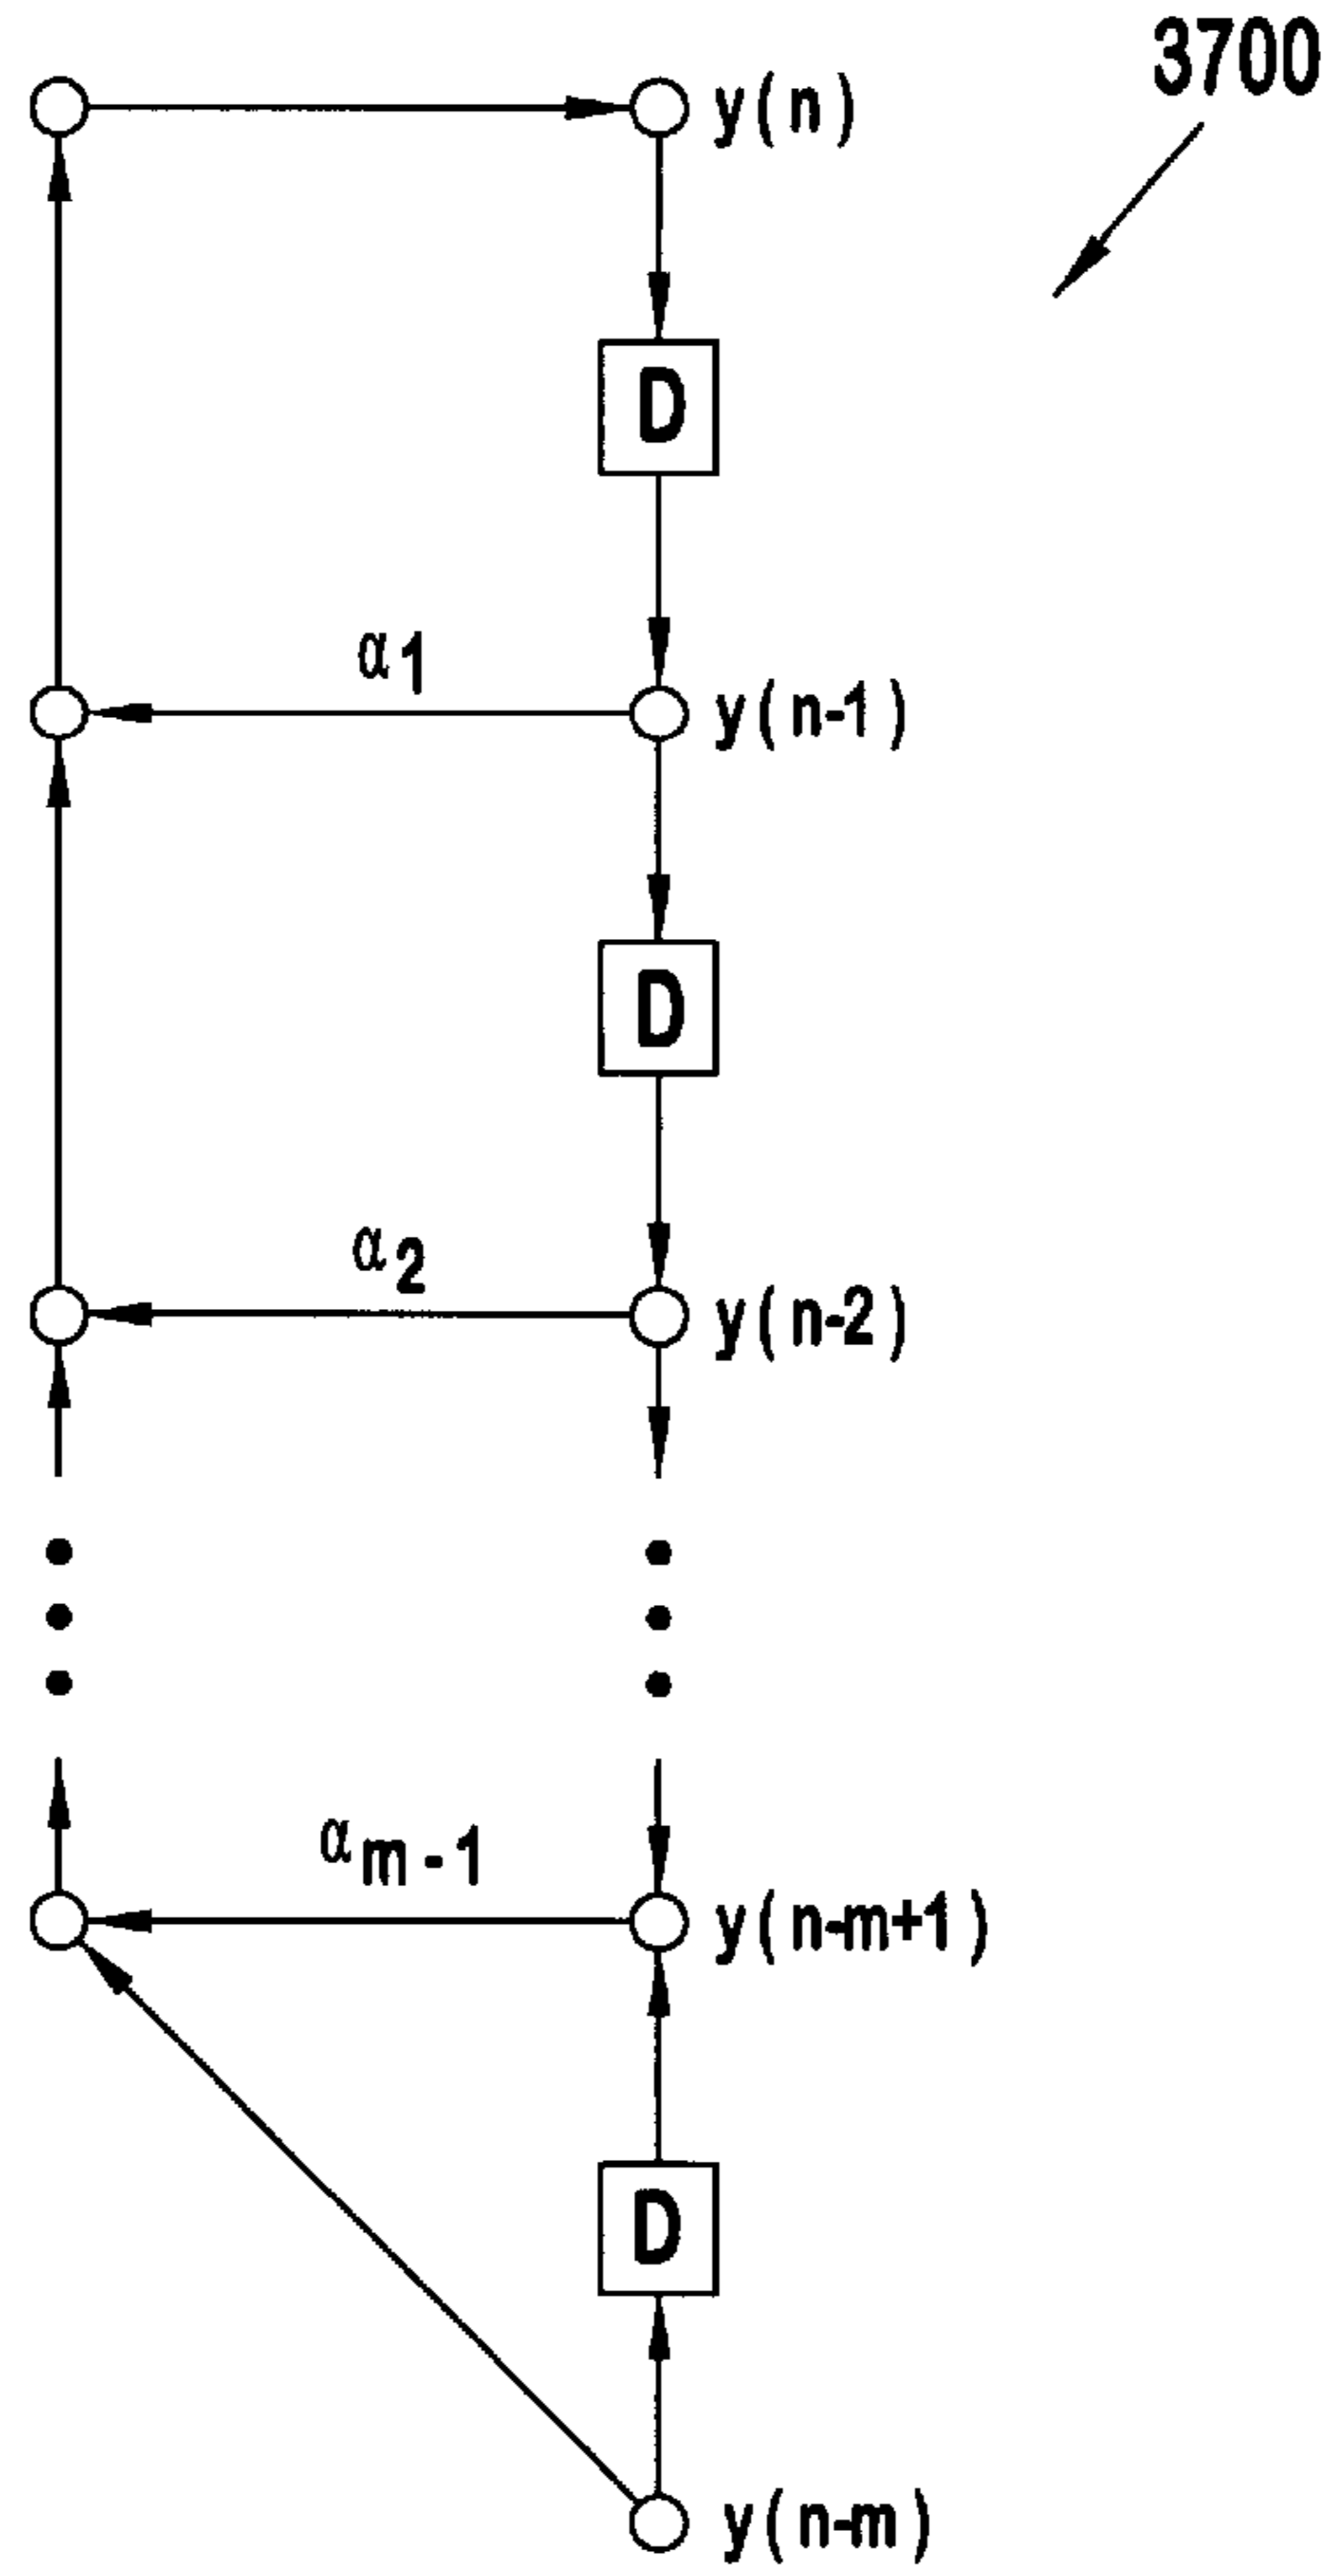 3700
y(n)
D
α1
y(n-1)
D
α2
y(n-2)
αm-1
y(n-m+1)
D
y(n-m)